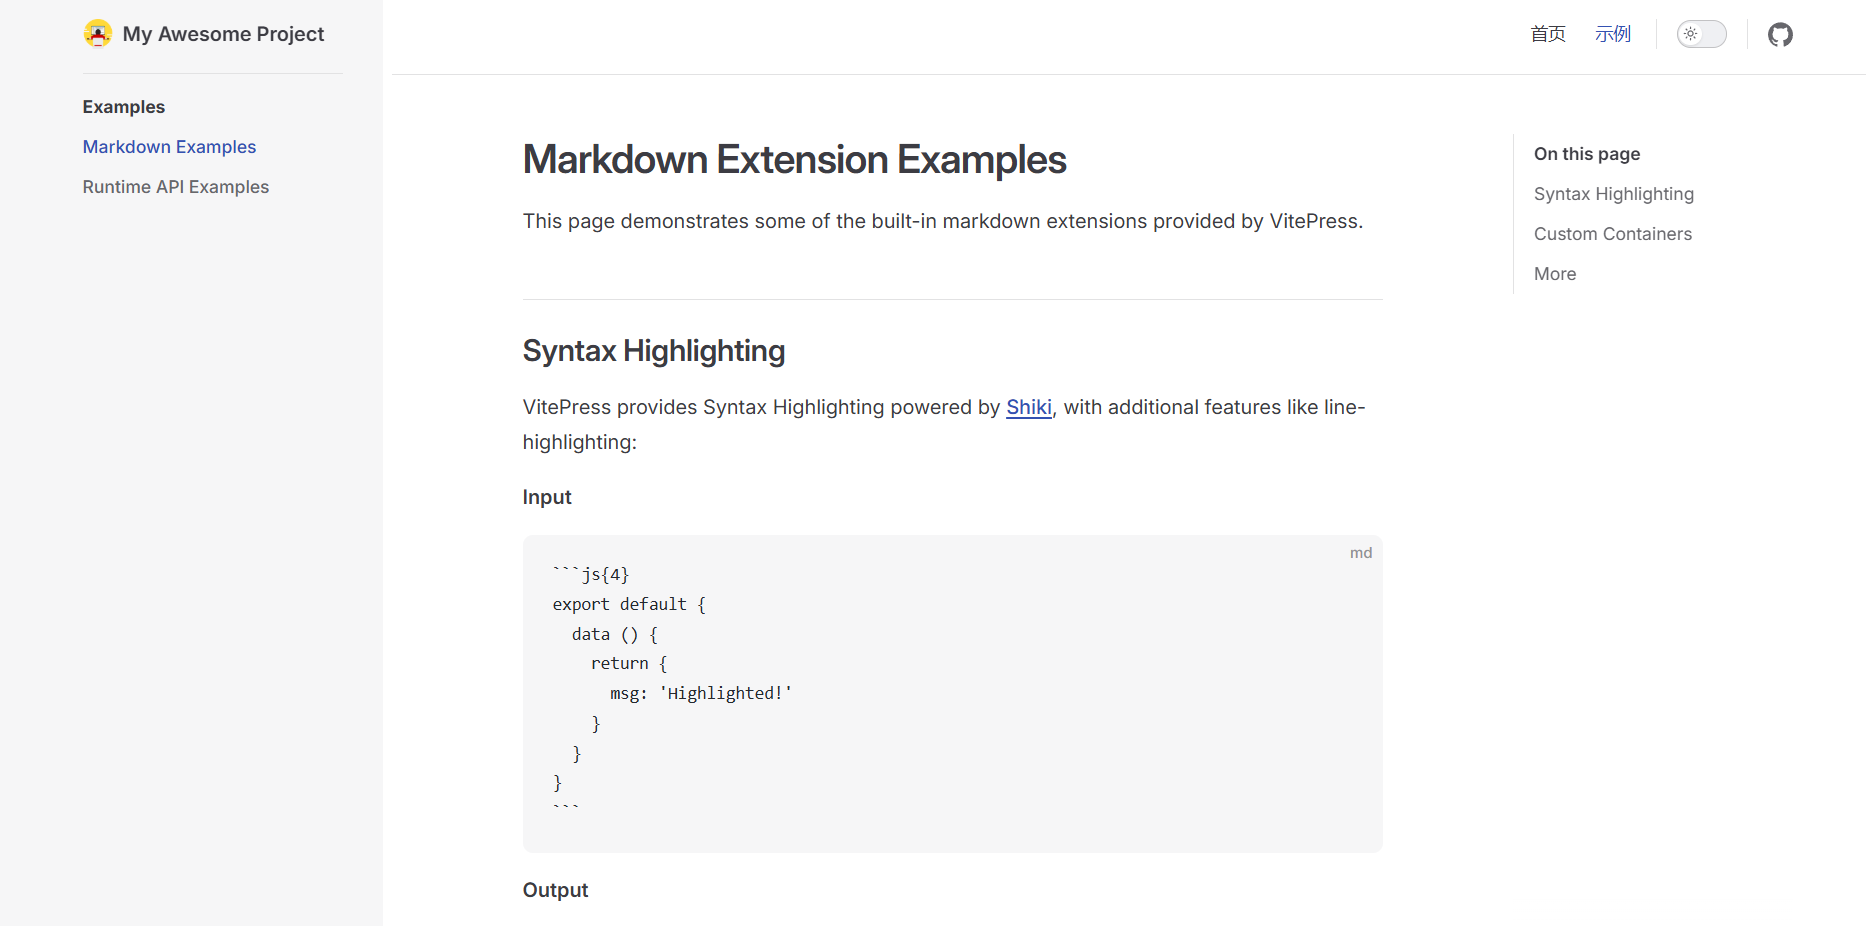 My Awesome Project
首页 示例
Examples
Markdown Examples
Runtime API Examples
Markdown Extension Examples
This page demonstrates some of the built-in markdown extensions provided by VitePress.
Syntax Highlighting
VitePress provides Syntax Highlighting powered by Shiki, with additional features like line-
highlighting:
Input
md
```js{4}
export default {
  data () {
    return {
      msg: 'Highlighted!'
    }
  }
}
```
Output
On this page
Syntax Highlighting
Custom Containers
More